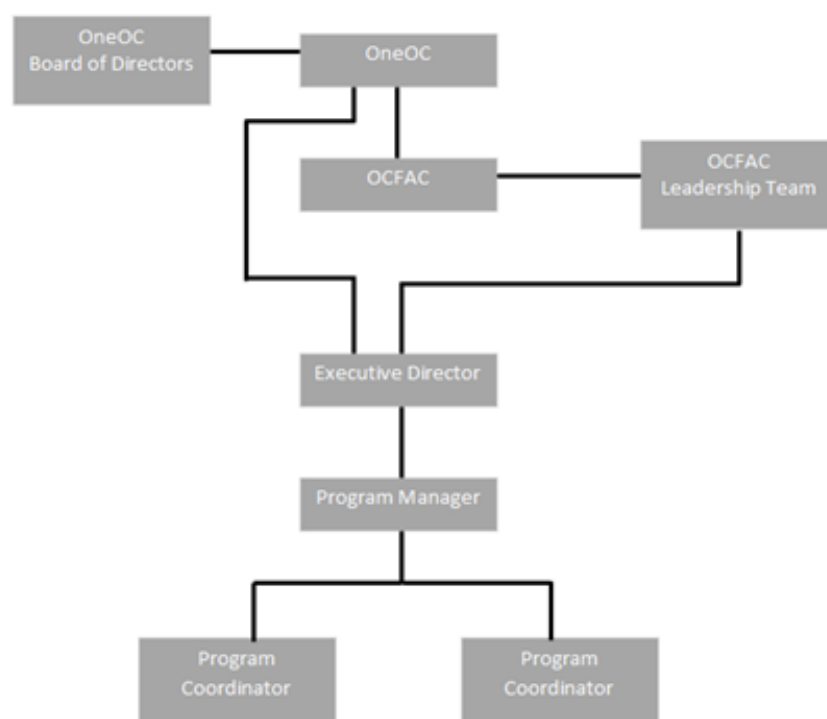 OneOC
Board of Directors
OneOC
OCFAC
OCFAC
Leadership Team
Executive Director
Program Manager
Program
Coordinator
Program
Coordinator